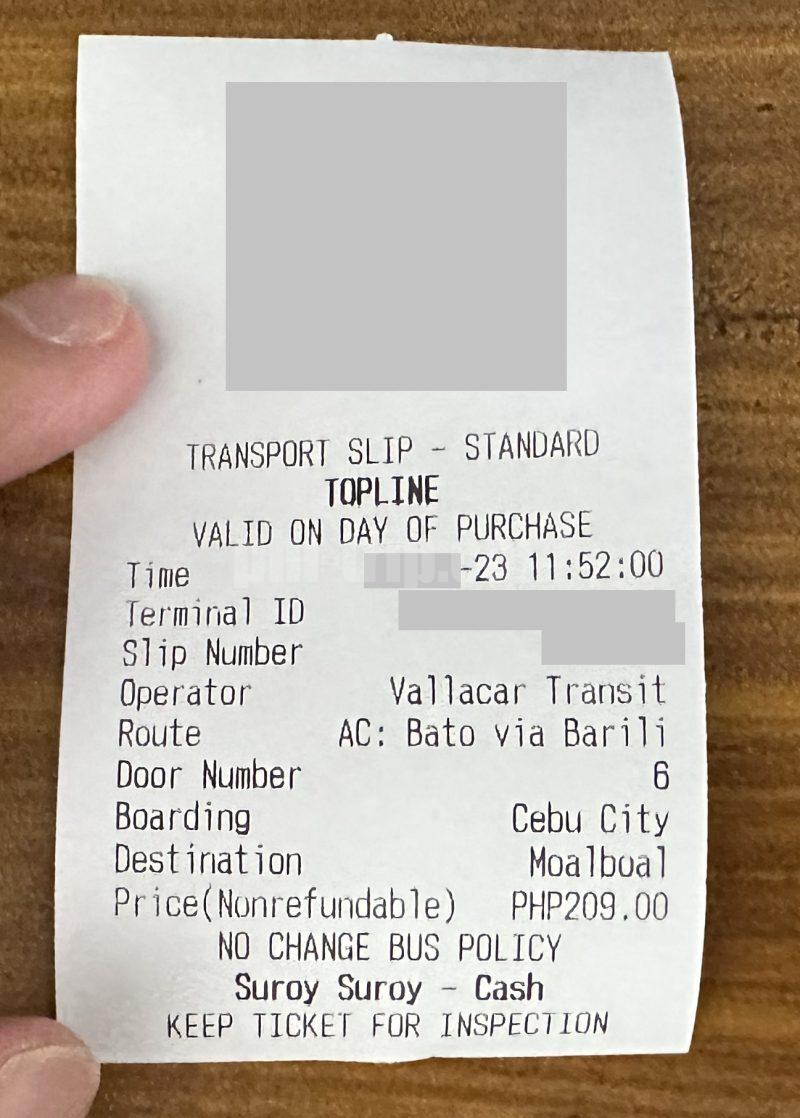 TRANSPORT SLIP - STANDARD
TOPLINE
VALID ON DAY OF PURCHASE
Time -23 11:52:00
Terminal ID
Slip Number
Operator Vallacar Transit
Route AC: Bato via Barili
Door Number 6
Boarding Cebu City
Destination Moalboal
Price(Nonrefundable) PHP209.00
NO CHANGE BUS POLICY
Suroy Suroy - Cash
KEEP TICKET FOR INSPECTION